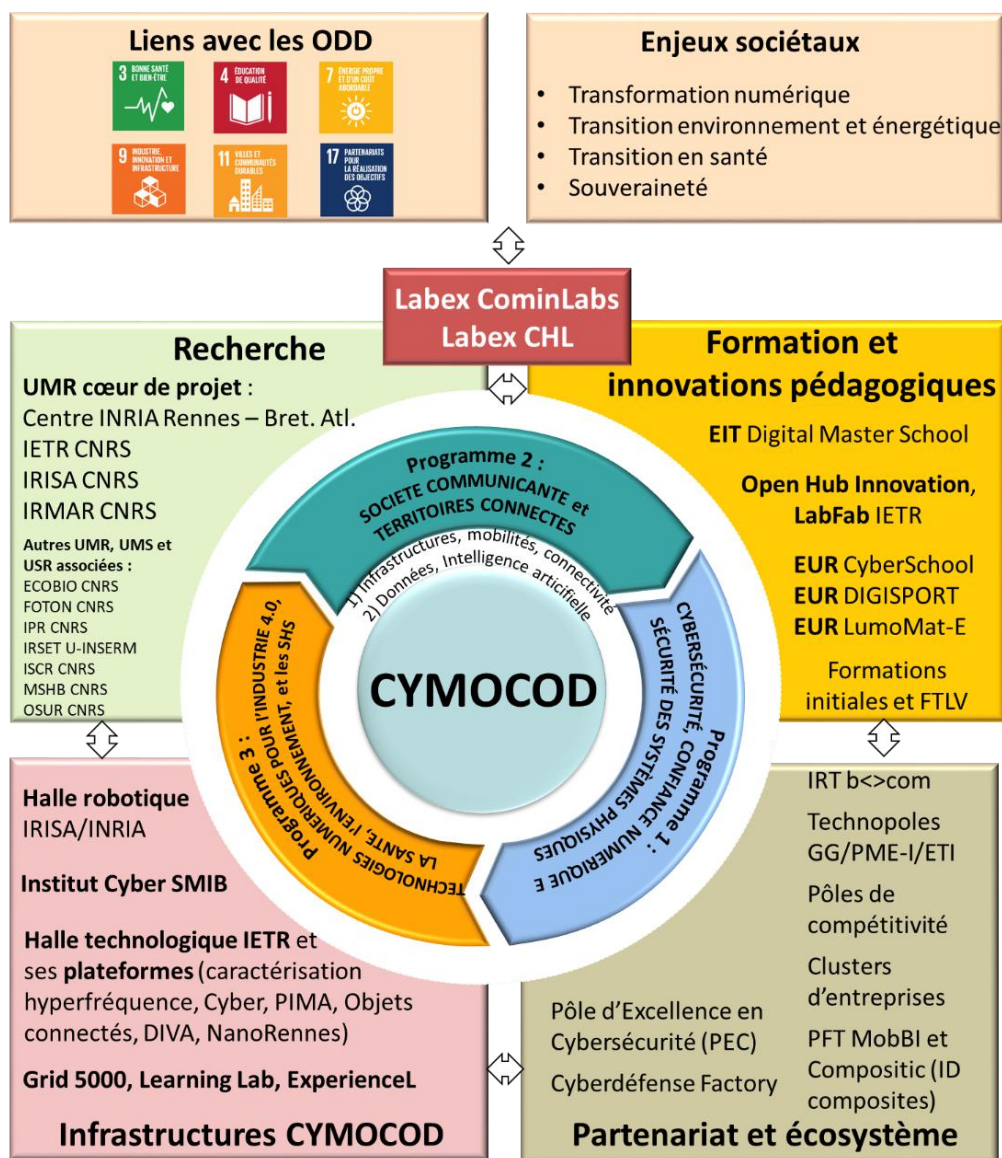 Liens avec les ODD
3 BONNE SANTÉ
ET BIEN-ÊTRE
4 ÉDUCATION
DE QUALITÉ
7 ÉNERGIE PROPRE
ET D'UN COÛT
ABORDABLE
9 INDUSTRIE,
INNOVATION ET
INFRASTRUCTURE
11 VILLES ET
COMMUNAUTÉS
DURABLES
17 PARTENARIATS
POUR
LA RÉALISATION
DES OBJECTIFS
Enjeux sociétaux
• Transformation numérique
• Transition environnement et énergétique
• Transition en santé
• Souveraineté
Labex CominLabs
Labex CHL
Recherche
UMR cœur de projet :
Centre INRIA Rennes – Bret. Atl.
IETR CNRS
IRISA CNRS
IRMAR CNRS
Autres UMR, UMS et
USR associées :
ECOBIO CNRS
FOTON CNRS
IPR CNRS
IRSET U-INSERM
ISCR CNRS
MSHB CNRS
OSUR CNRS
Formation et
innovations pédagogiques
EIT Digital Master School
Open Hub Innovation,
LabFab IETR
EUR CyberSchool
EUR DIGISPORT
EUR LumoMat-E
Formations
initiales et FTLV
Programme 2 :
SOCIETE COMMUNICANTE et
TERRITOIRES CONNECTES
1) Infrastructures, mobilités, connectivité
2) Données, Intelligence artificielle
CYMOCOD
Programme 1 :
CYBERSÉCURITÉ, CONFIANCE NUMERIQUE E
SÉCURITÉ DES SYSTÈMES PHYSIQUES
Programme 3 :
TECHNOLOGIES NUMERIQUES POUR l'INDUSTRIE 4.0,
LA SANTE, l'ENVIRONNEMENT, et les SHS
Halle robotique
IRISA/INRIA
Institut Cyber SMIB
Halle technologique IETR et
ses plateformes (caractérisation
hyperfréquence, Cyber, PIMA, Objets
connectés, DIVA, NanoRennes)
Grid 5000, Learning Lab, ExperienceL
Infrastructures CYMOCOD
IRT b<>com
Technopoles
GG/PME-I/ETI
Pôles de
compétitivité
Clusters
d'entreprises
PFT MobBI et
Compositic (ID
composites)
Pôle d'Excellence en
Cybersécurité (PEC)
Cyberdéfense Factory
Partenariat et écosystème